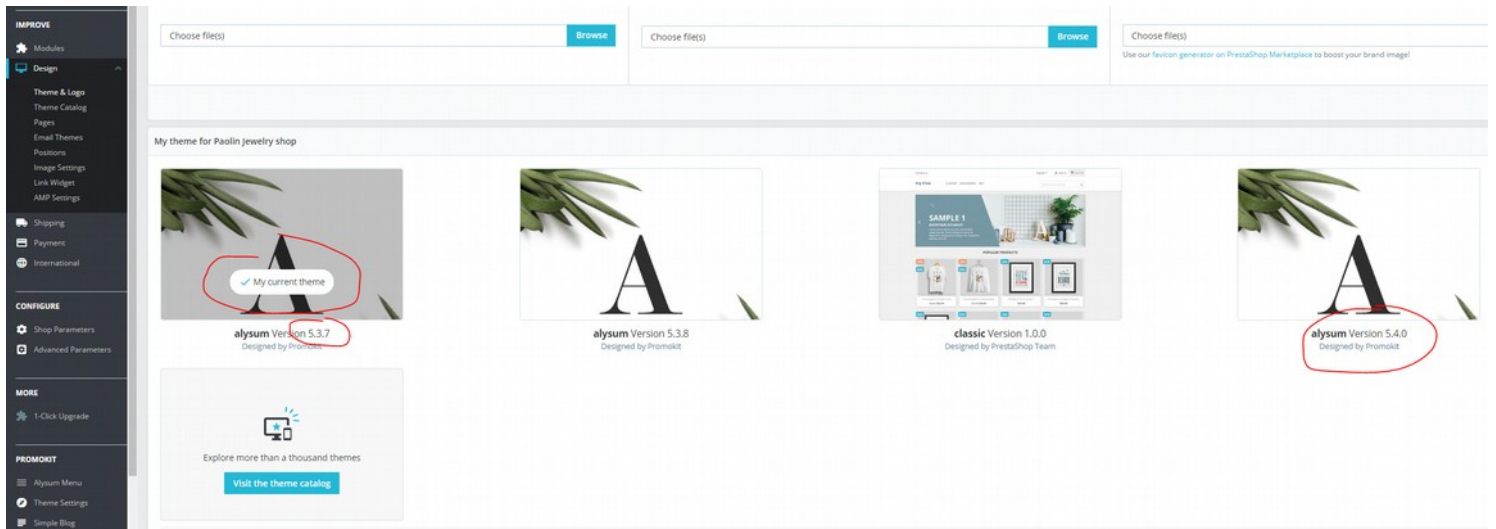 IMPROVE
Modules
Design
Theme & Logo
Theme Catalog
Pages
Email Themes
Positions
Image Settings
Link Widget
AMP Settings
Shipping
Payment
International
CONFIGURE
Shop Parameters
Advanced Parameters
MORE
1-Click Upgrade
PROMOKIT
Alysum Menu
Theme Settings
Simple Blog
Choose file(s)
Browse
Choose file(s)
Browse
Choose file(s)
Use our favicon generator on PrestaShop Marketplace to boost your brand image!
My theme for Paolin Jewelry shop
A
My current theme
alysum Version 5.3.7
Designed by Promokit
A
alysum Version 5.3.8
Designed by Promokit
SAMPLE 1
POPULAR PRODUCTS
classic Version 1.0.0
Designed by PrestaShop Team
A
alysum Version 5.4.0
Designed by Promokit
Explore more than a thousand themes
Visit the theme catalog